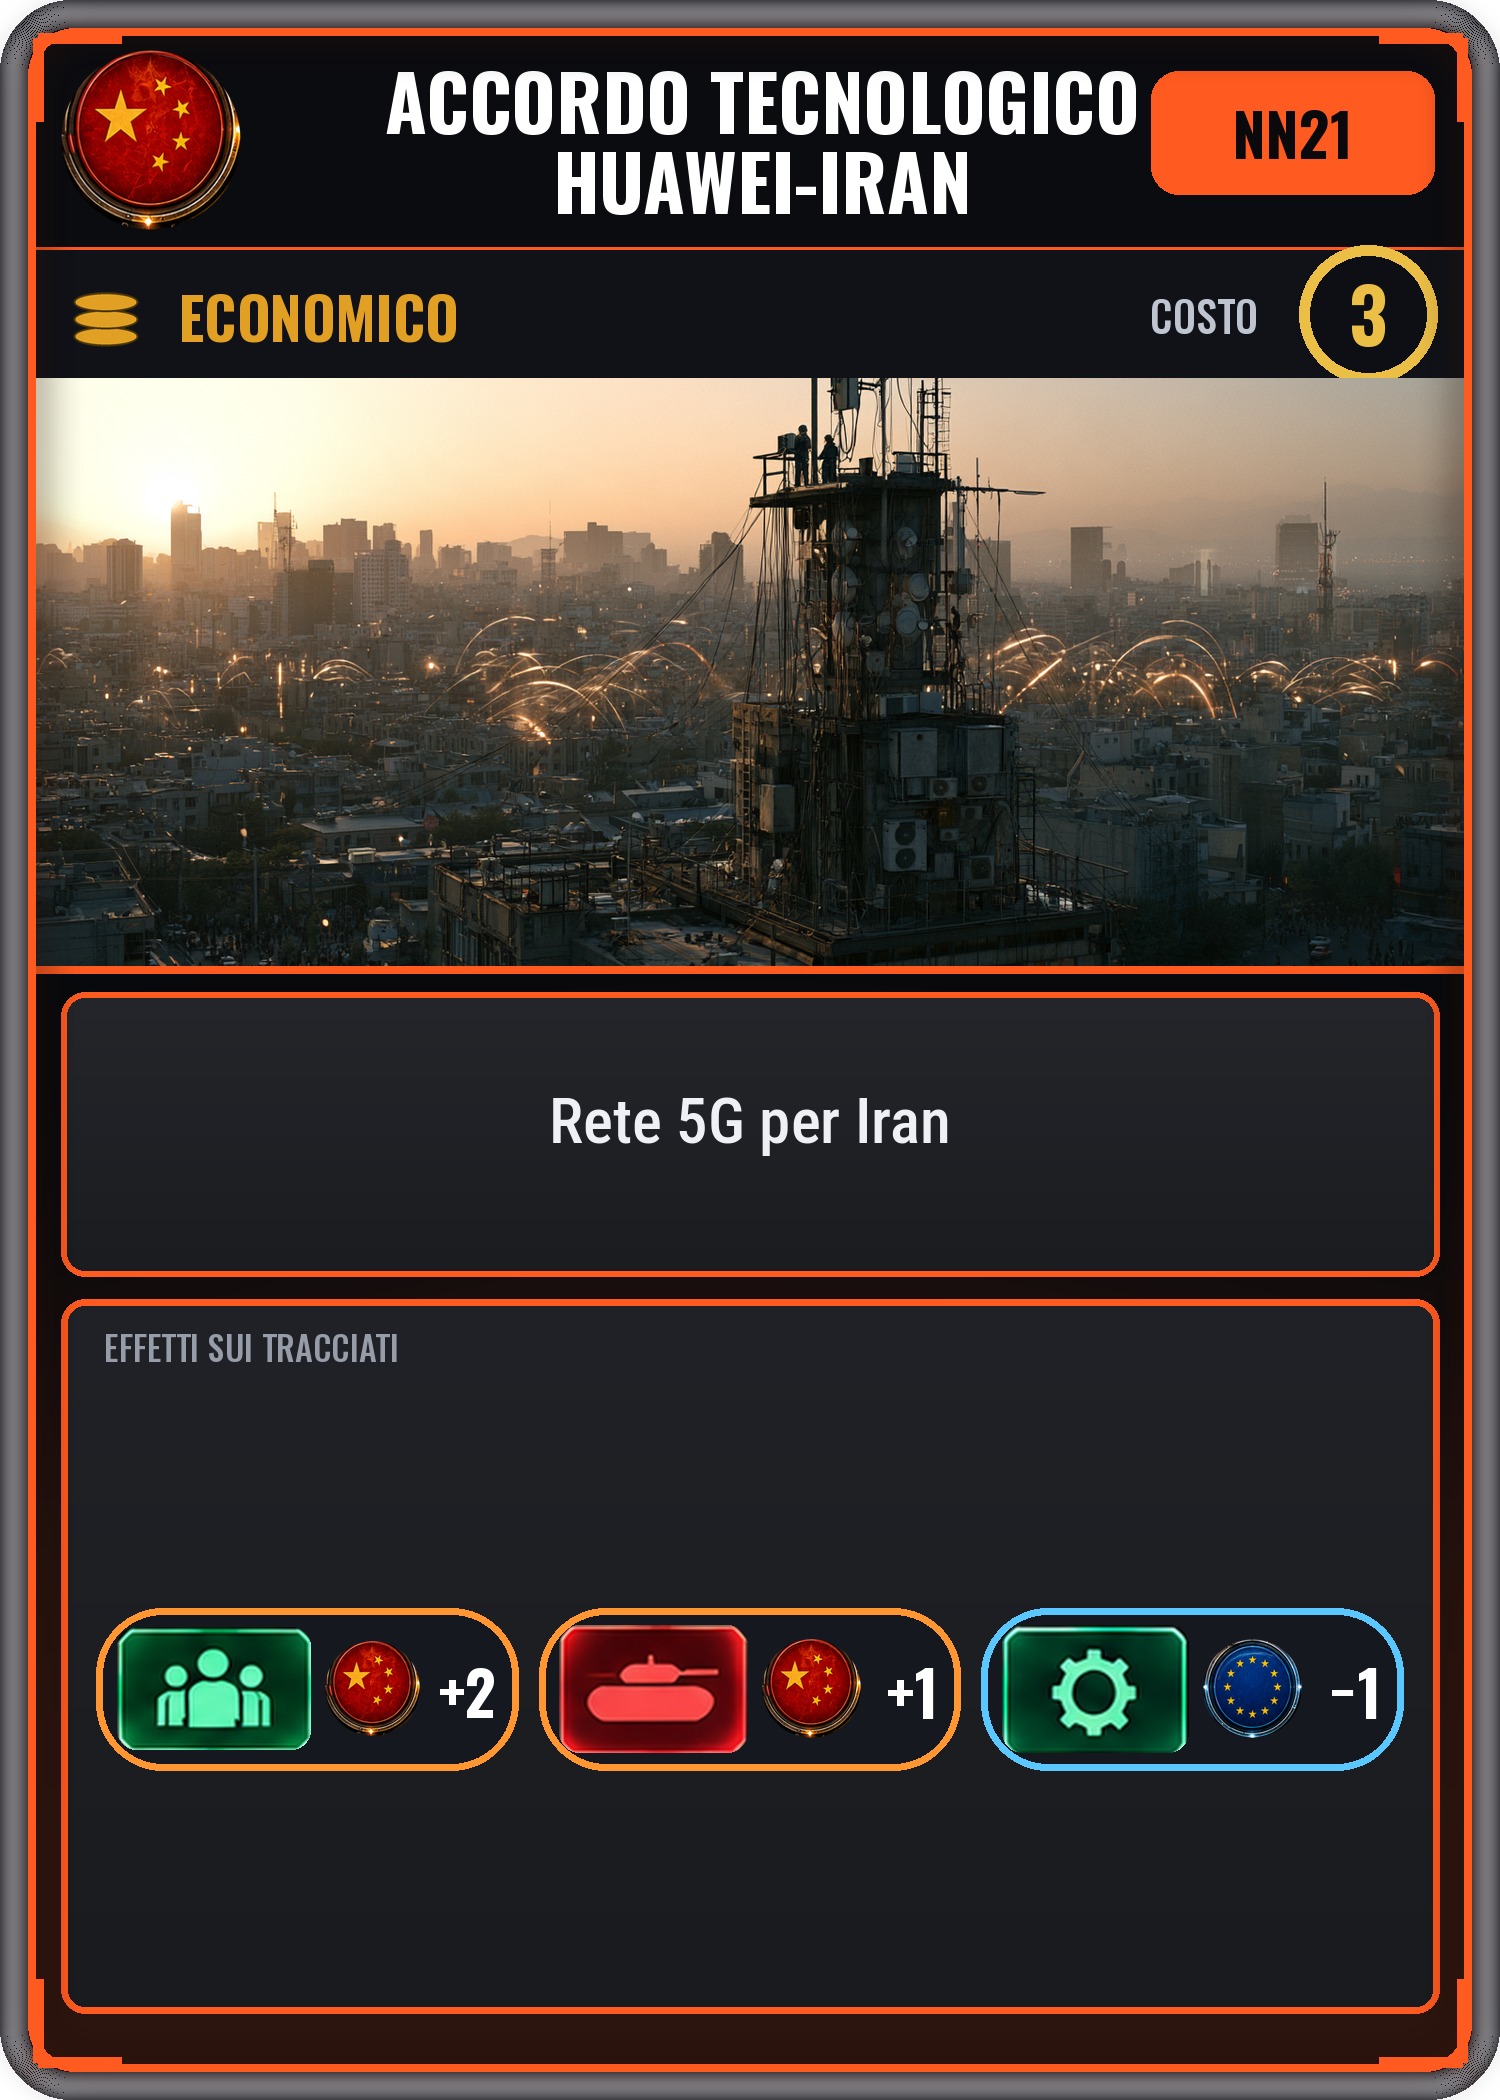 ACCORDO TECNOLOGICO
HUAWEI-IRAN
NN21
ECONOMICO
COSTO
3
Rete 5G per Iran
EFFETTI SUI TRACCIATI
+2
+1
-1